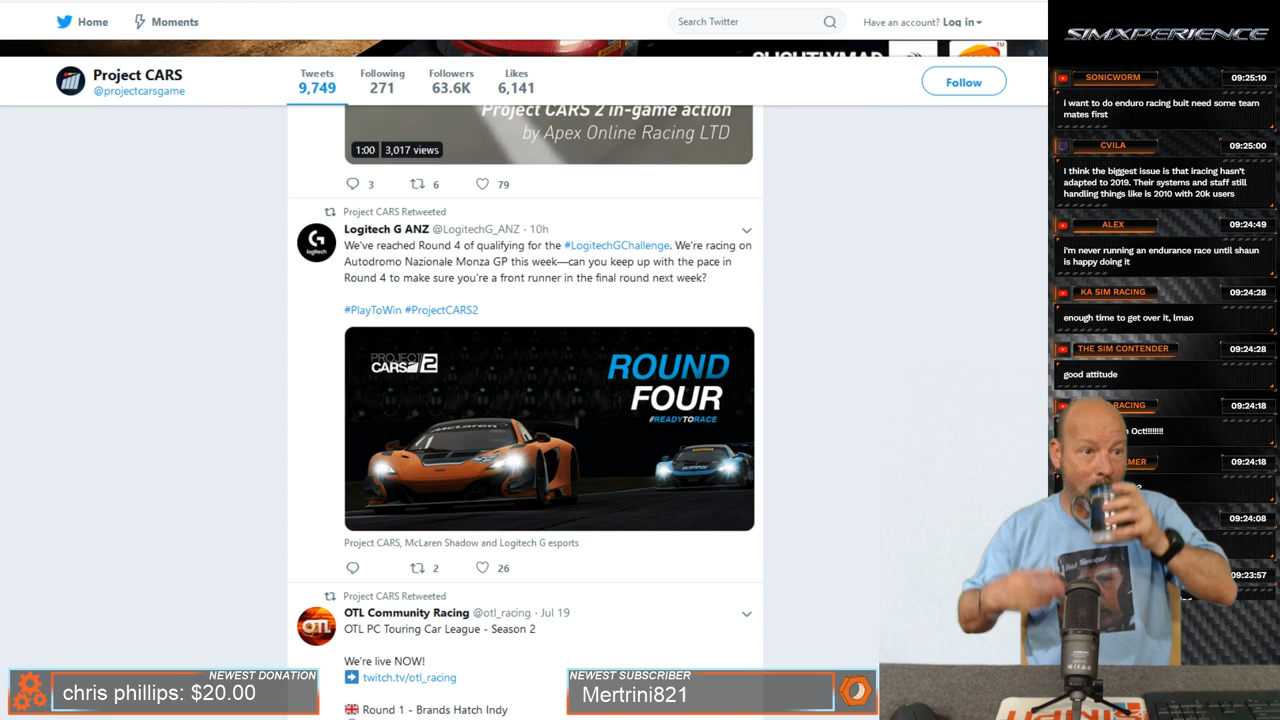 Home
Moments
Search Twitter
Have an account? Log in
Project CARS
@projectcarsgame
Tweets
9,749
Following
271
Followers
63.6K
Likes
6,141
Follow
Project CARS 2 in-game action
by Apex Online Racing LTD
1:00
3,017 views
3
6
79
Project CARS Retweeted
Logitech G ANZ @LogitechG_ANZ · 10h
We've reached Round 4 of qualifying for the #LogitechGChallenge. We're racing on
Autodromo Nazionale Monza GP this week—can you keep up with the pace in
Round 4 to make sure you're a front runner in the final round next week?
#PlayToWin #ProjectCARS2
PROJECT
CARS 2
ROUND
FOUR
#READYTORACE
McLaren
Project CARS, McLaren Shadow and Logitech G esports
2
26
Project CARS Retweeted
OTL Community Racing @otl_racing · Jul 19
OTL
OTL PC Touring Car League - Season 2
We're live NOW!
twitch.tv/otl_racing
Round 1 - Brands Hatch Indy
NEWEST DONATION
chris phillips: $20.00
NEWEST SUBSCRIBER
Mertrini821
SIMXPERIENCE
SONICWORM
09:25:10
i want to do enduro racing buit need some team
mates first
CVILA
09:25:00
I think the biggest issue is that iracing hasn't
adapted to 2019. Their systems and staff still
handling things like is 2010 with 20k users
ALEX
09:24:49
i'm never running an endurance race until shaun
is happy doing it
KA SIM RACING
09:24:28
enough time to get over it, lmao
THE SIM CONTENDER
09:24:28
good attitude
RACING
09:24:18
Oct!!!!!!!!
09:24:18
09:24:08
09:23:57